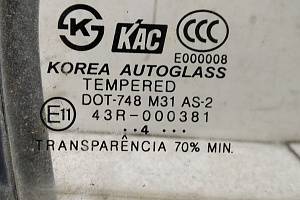 KAC CCC
E000008
KOREA AUTOGLASS
TEMPERED
DOT-748 M31 AS-2
E11 43R-000381
..4....
TRANSPARÊNCIA 70% MIN.